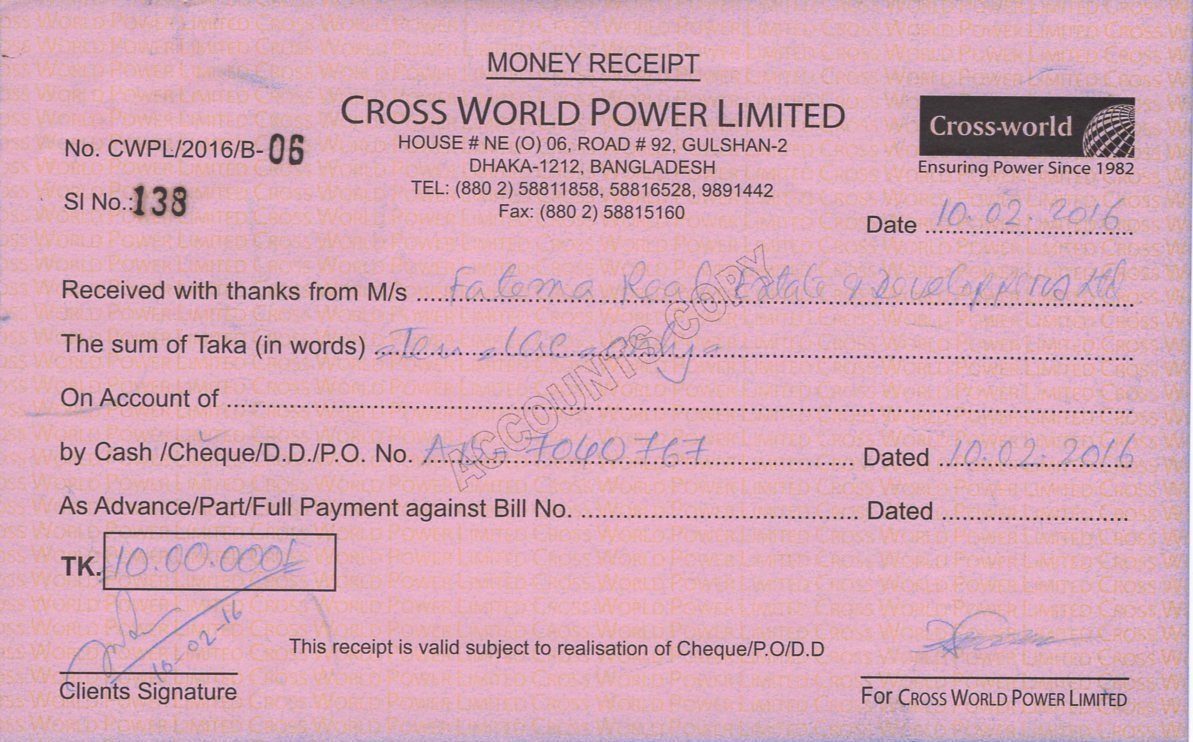 MONEY RECEIPT
CROSS WORLD POWER LIMITED
HOUSE # NE (O) 06, ROAD # 92, GULSHAN-2
DHAKA-1212, BANGLADESH
TEL: (880 2) 58811858, 58816528, 9891442
Fax: (880 2) 58815160
Cross-world
Ensuring Power Since 1982
No. CWPL/2016/B-06
SI No.:138
Date 10.02.2016
Received with thanks from M/s Fatema Real Estate & Developpers Ltd
The sum of Taka (in words) Ten Lac
On Account of
by Cash /Cheque/D.D./P.O. No. 7040767 Dated 10.02.2016
As Advance/Part/Full Payment against Bill No. Dated
TK. 10.00.000/
ACCOUNTS COPY
10-02-16
This receipt is valid subject to realisation of Cheque/P.O/D.D
Clients Signature
For CROSS WORLD POWER LIMITED